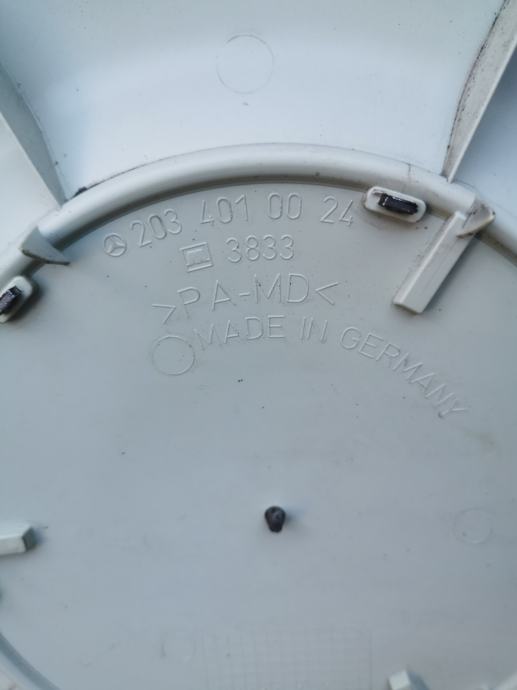 203 401 00 24
3833
>PA-MD<
MADE IN GERMANY